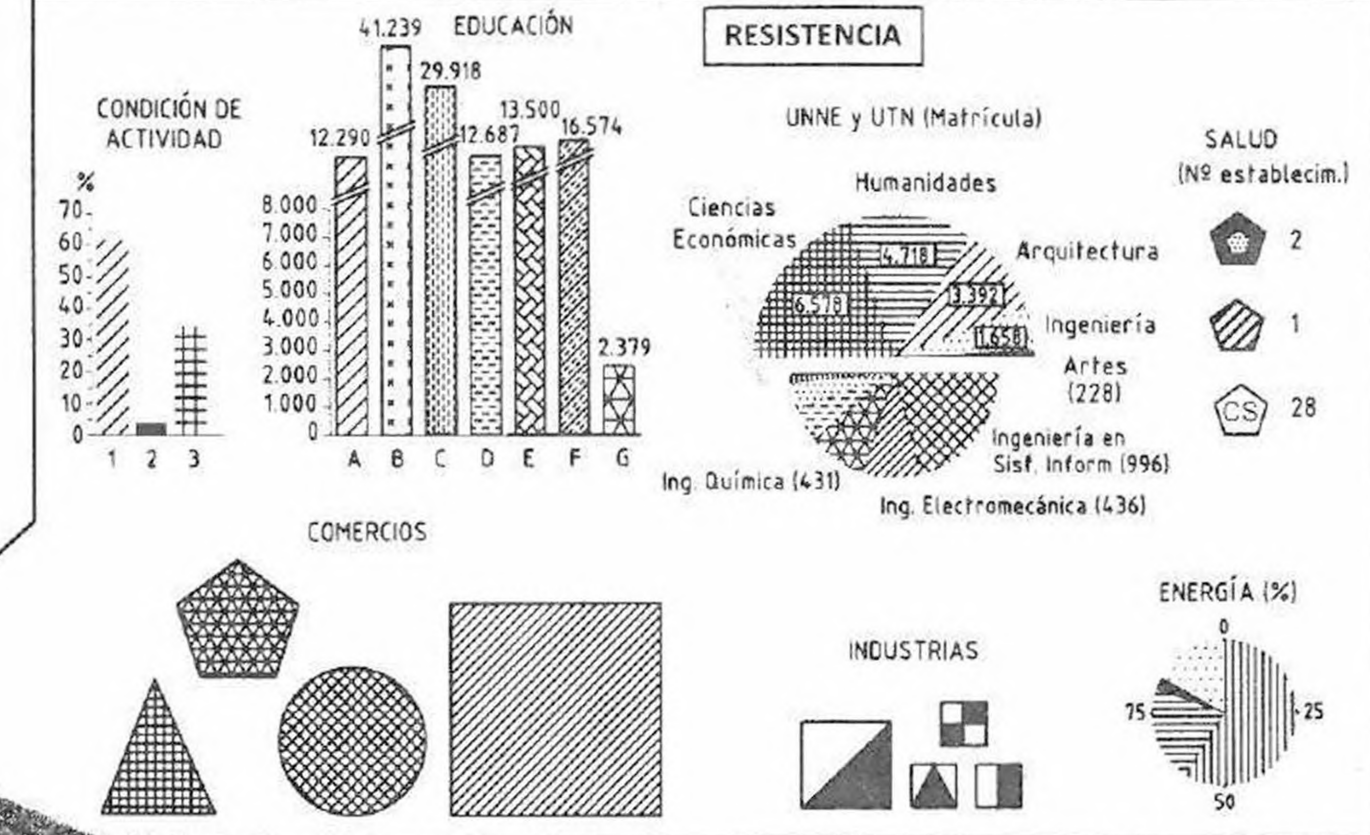 RESISTENCIA
CONDICIÓN DE
ACTIVIDAD
%
70
60
50
40
30
20
10
0
1 2 3
EDUCACIÓN
12.290
41.239
29.918
12.687
13.500
16.574
2.379
8.000
7.000
6.000
5.000
4.000
3.000
2.000
1.000
0
A B C D E F G
UNNE y UTN (Matrícula)
Humanidades
Ciencias
Económicas
Arquitectura
Ingeniería
Artes
(228)
4.718
6.578
3.392
1.658
Ingeniería en
Sist. Inform (996)
Ing. Química (431)
Ing. Electromecánica (436)
SALUD
(Nº establecim.)
2
1
CS 28
COMERCIOS
INDUSTRIAS
ENERGÍA (%)
0
25
50
75